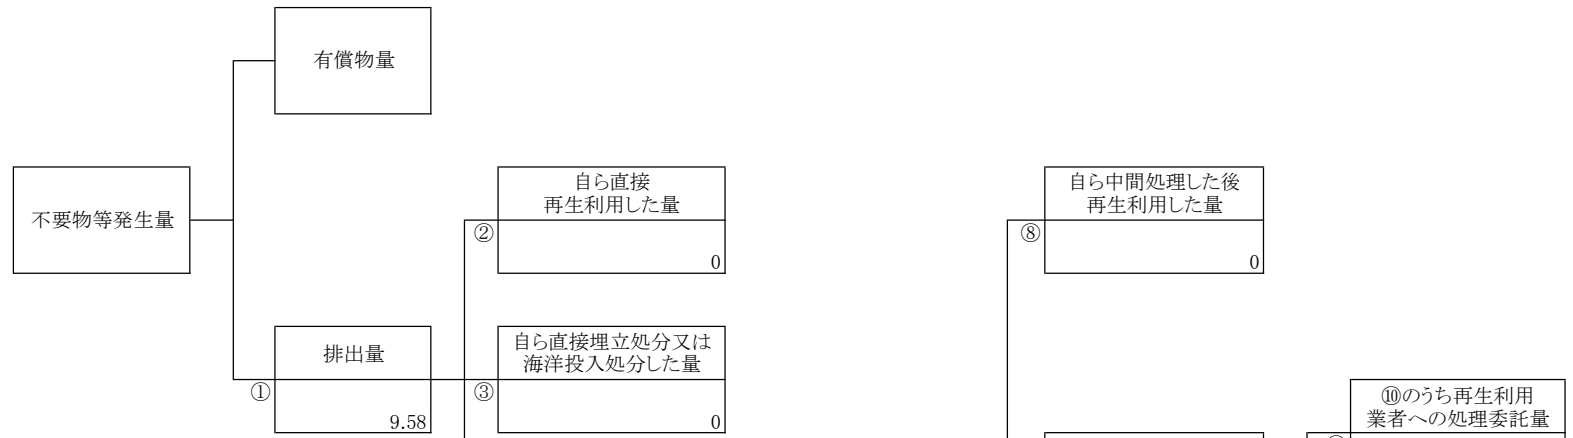 有償物量
不要物等発生量
自ら直接
再生利用した量
②
0
自ら中間処理した後
再生利用した量
⑧
0
排出量
①
9.58
自ら直接埋立処分又は
海洋投入処分した量
③
0
⑩のうち再生利用
業者への処理委託量